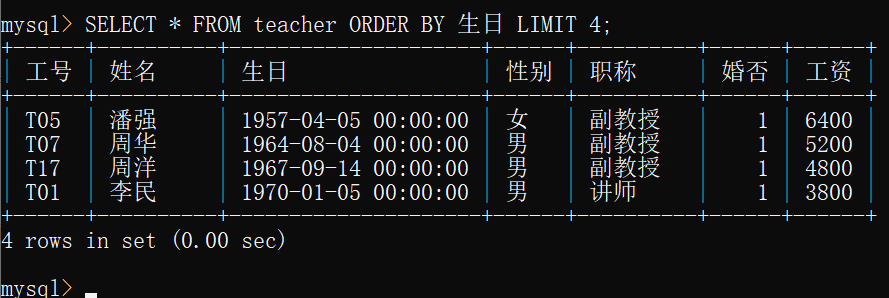 mysql> SELECT * FROM teacher ORDER BY 生日 LIMIT 4;
+------+--------+---------------------+------+--------+------+------+
| 工号 | 姓名 | 生日 | 性别 | 职称 | 婚否 | 工资 |
+------+--------+---------------------+------+--------+------+------+
| T05 | 潘强 | 1957-04-05 00:00:00 | 女 | 副教授 | 1 | 6400 |
| T07 | 周华 | 1964-08-04 00:00:00 | 男 | 副教授 | 1 | 5200 |
| T17 | 周洋 | 1967-09-14 00:00:00 | 男 | 副教授 | 1 | 4800 |
| T01 | 李民 | 1970-01-05 00:00:00 | 男 | 讲师 | 1 | 3800 |
+------+--------+---------------------+------+--------+------+------+
4 rows in set (0.00 sec)
mysql>